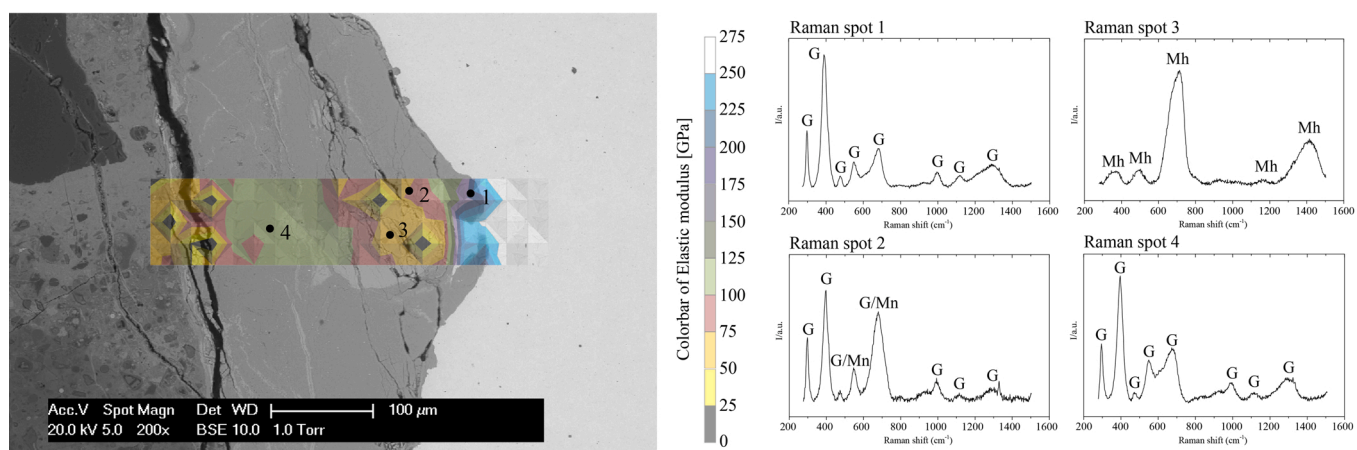 1
2
3
4
Acc.V Spot Magn Det WD 100 µm
20.0 kV 5.0 200x BSE 10.0 1.0 Torr
Colorbar of Elastic modulus [GPa]
275
250
225
200
175
150
125
100
75
50
25
0
Raman spot 1
G
G
G
G
G
G
G
G
I/a.u.
200 400 600 800 1000 1200 1400 1600
Raman shift (cm⁻¹)
Raman spot 3
Mh
Mh
Mh
Mh
Mh
Mh
I/a.u.
200 400 600 800 1000 1200 1400 1600
Raman shift (cm⁻¹)
Raman spot 2
G
G
G/Mn
G/Mn
G
G
G
I/a.u.
200 400 600 800 1000 1200 1400 1600
Raman shift (cm⁻¹)
Raman spot 4
G
G
G
G
G
G
G
G
I/a.u.
200 400 600 800 1000 1200 1400 1600
Raman shift (cm⁻¹)